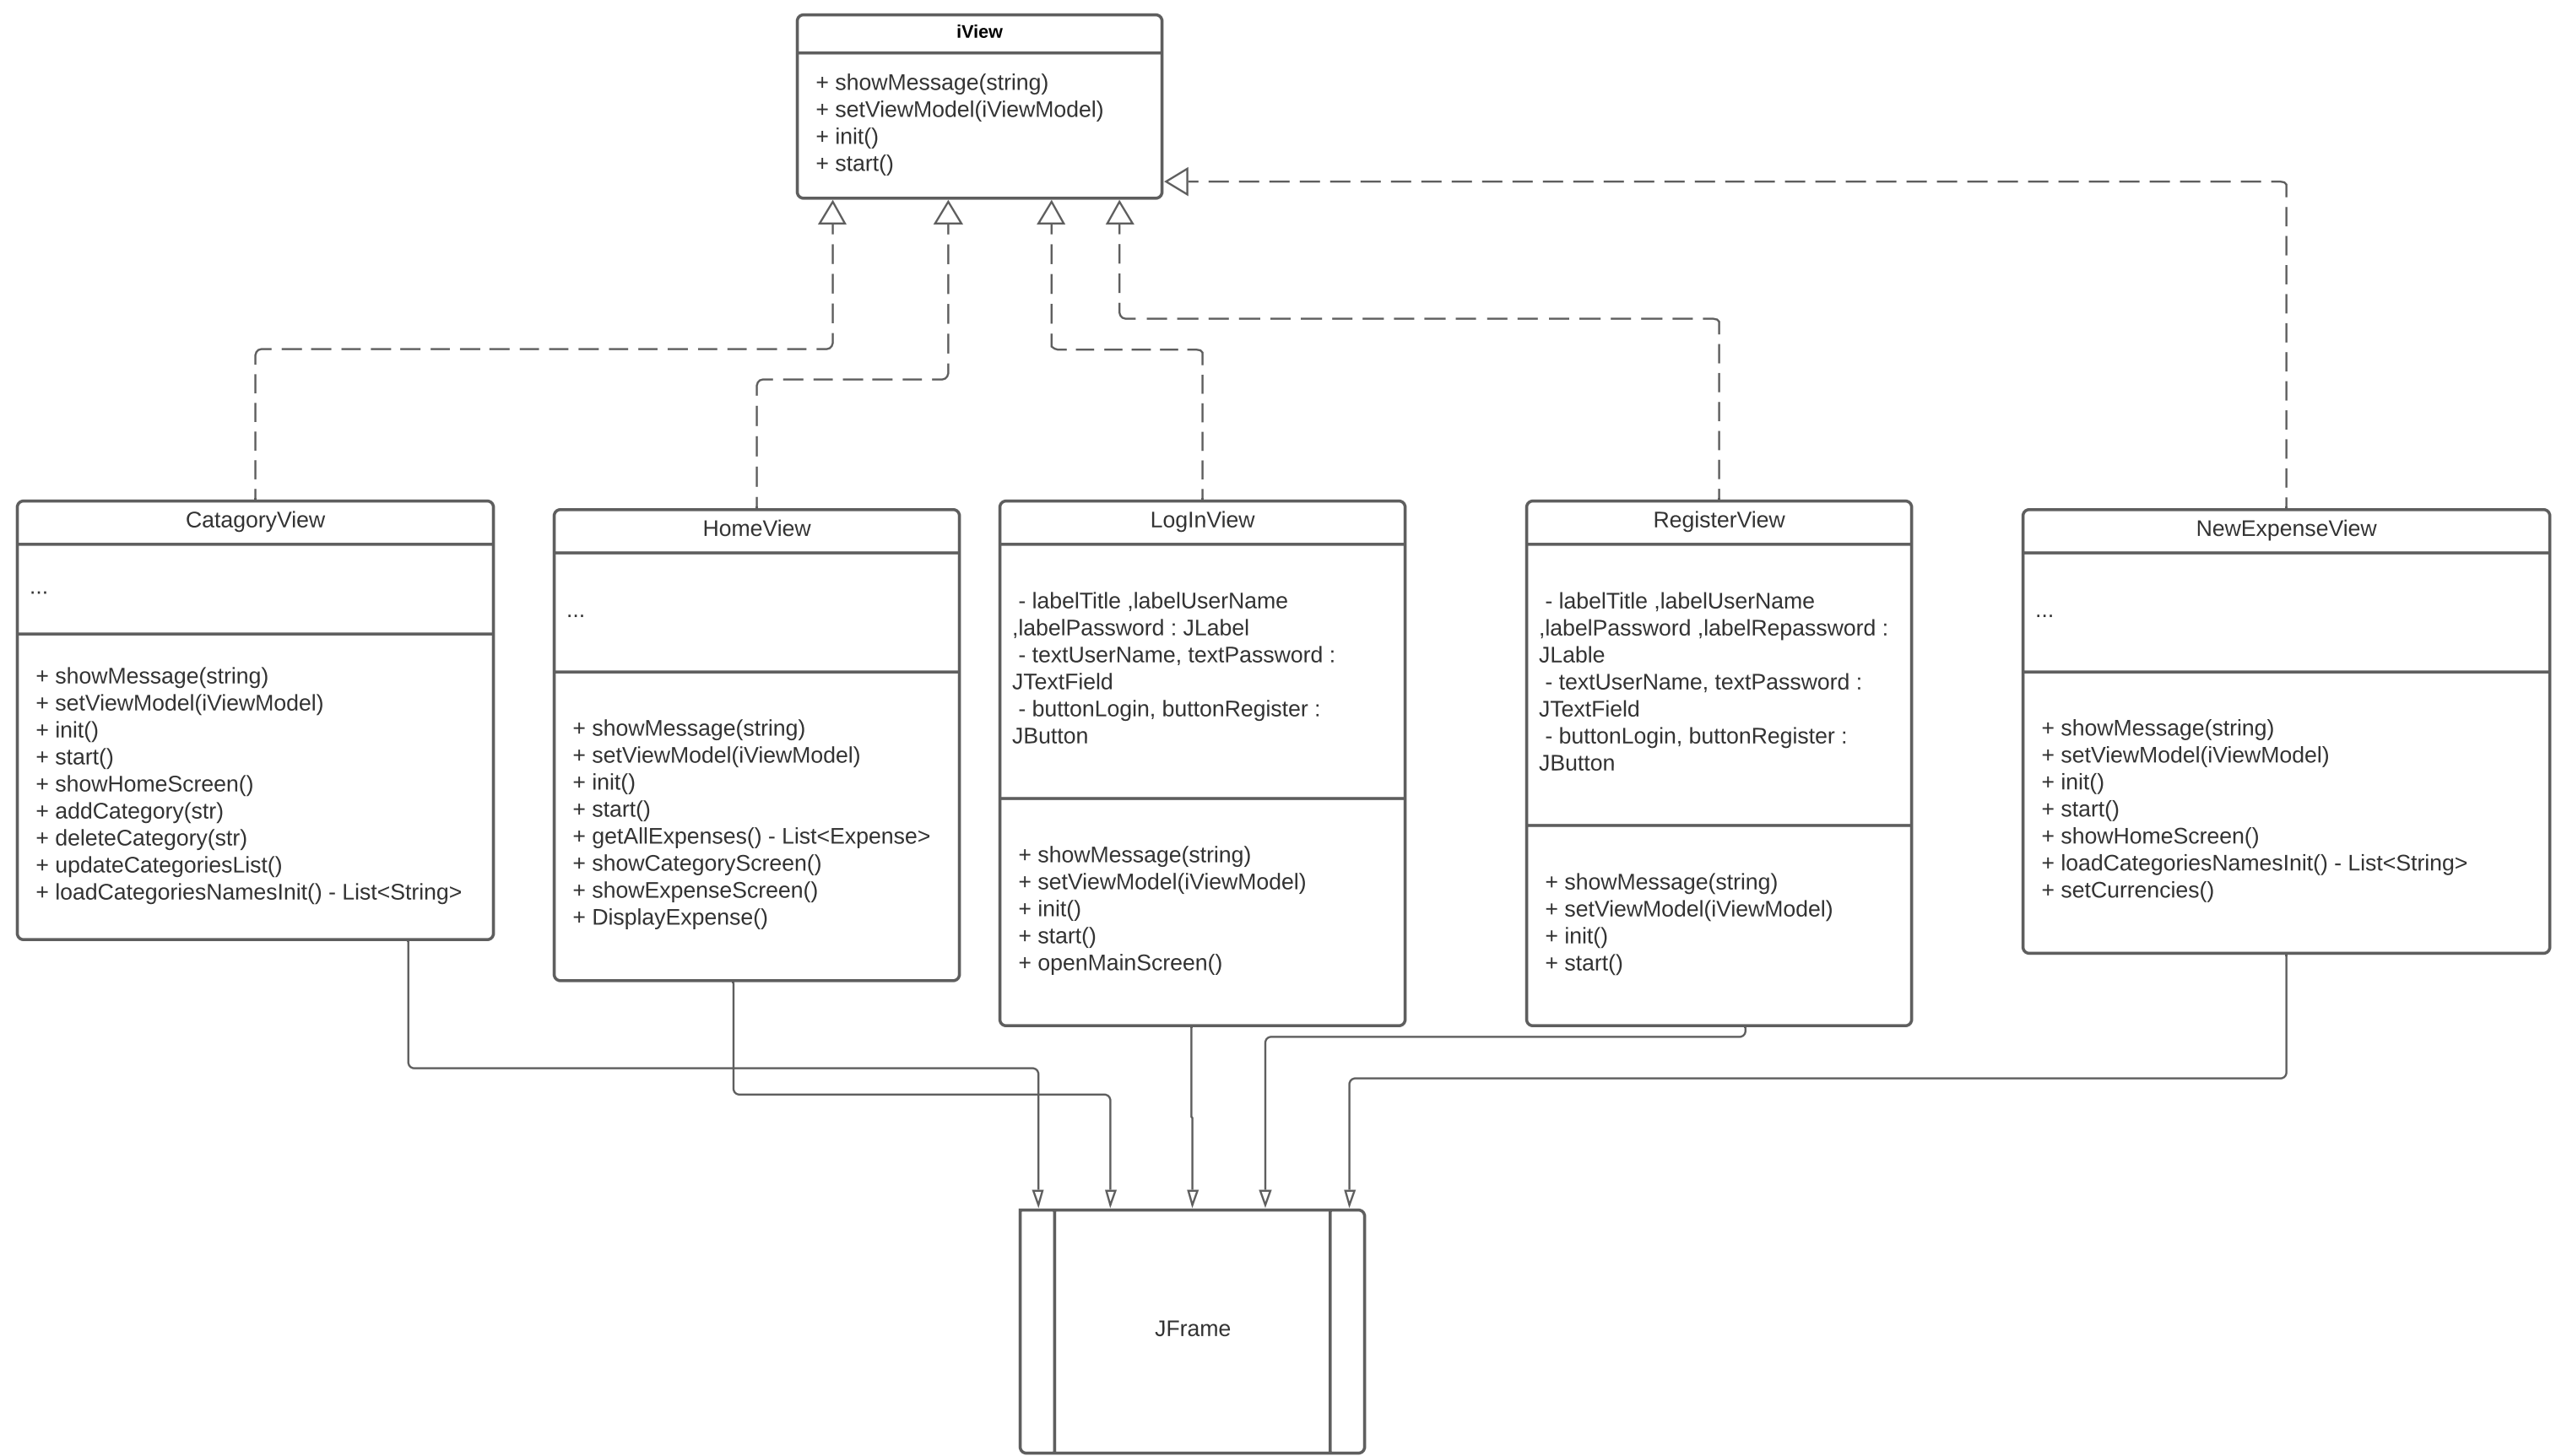 iView
+ showMessage(string)
+ setViewModel(iViewModel)
+ init()
+ start()
CatagoryView
...
+ showMessage(string)
+ setViewModel(iViewModel)
+ init()
+ start()
+ showHomeScreen()
+ addCategory(str)
+ deleteCategory(str)
+ updateCategoriesList()
+ loadCategoriesNamesInit() - List<String>
HomeView
...
+ showMessage(string)
+ setViewModel(iViewModel)
+ init()
+ start()
+ getAllExpenses() - List<Expense>
+ showCategoryScreen()
+ showExpenseScreen()
+ DisplayExpense()
LogInView
- labelTitle ,labelUserName
,labelPassword : JLabel
- textUserName, textPassword :
JTextField
- buttonLogin, buttonRegister :
JButton
+ showMessage(string)
+ setViewModel(iViewModel)
+ init()
+ start()
+ openMainScreen()
RegisterView
- labelTitle ,labelUserName
,labelPassword ,labelRepassword :
JLable
- textUserName, textPassword :
JTextField
- buttonLogin, buttonRegister :
JButton
+ showMessage(string)
+ setViewModel(iViewModel)
+ init()
+ start()
NewExpenseView
...
+ showMessage(string)
+ setViewModel(iViewModel)
+ init()
+ start()
+ showHomeScreen()
+ loadCategoriesNamesInit() - List<String>
+ setCurrencies()
JFrame